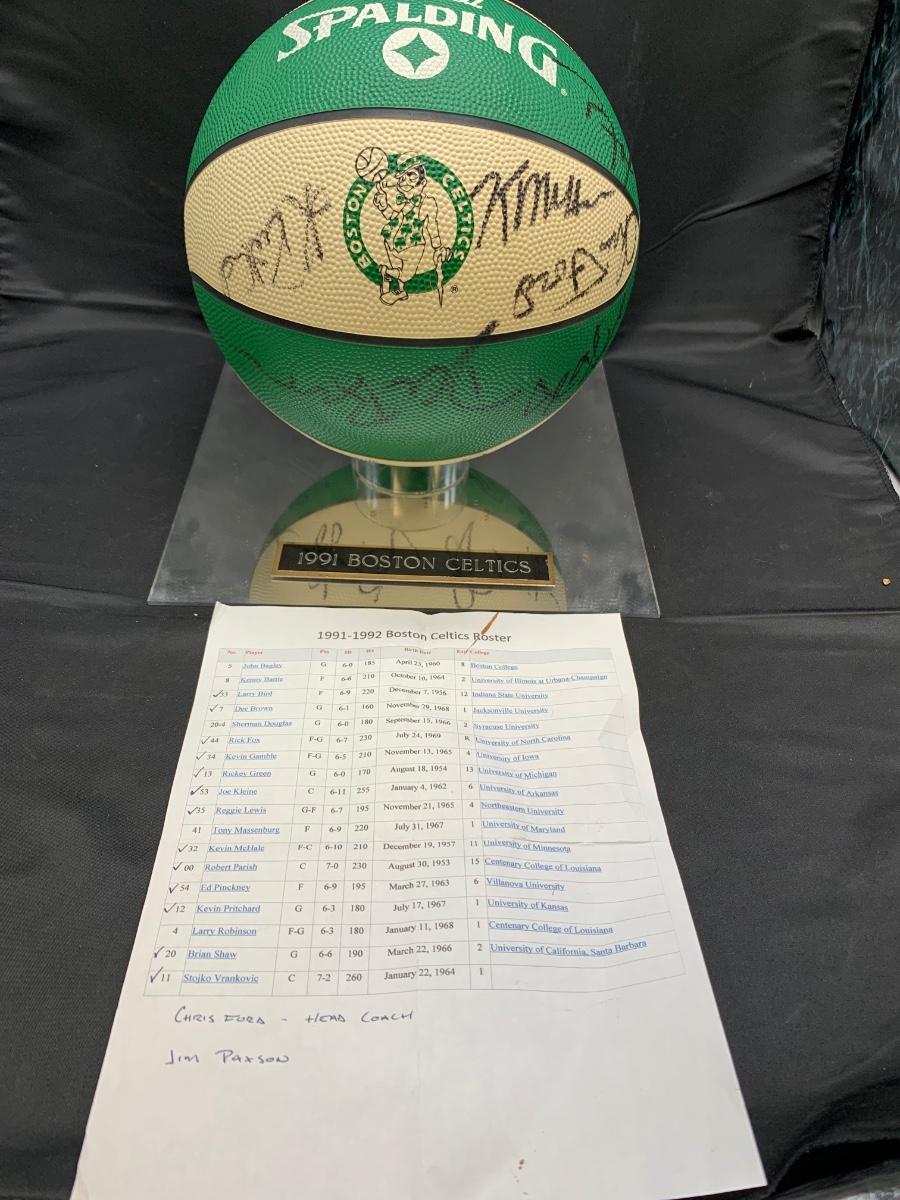 SPALDING
BOSTON CELTICS
1991 BOSTON CELTICS
1991-1992 Boston Celtics Roster
No. Player Pos Ht Wt Birth Date Exp College
5 John Bagley G 6-0 185 April 23, 1960 8 Boston College
8 Kenny Battle F 6-6 210 October 10, 1964 2 University of Illinois at Urbana-Champaign
✓33 Larry Bird F 6-9 220 December 7, 1956 12 Indiana State University
✓7 Dee Brown G 6-1 160 November 29, 1968 1 Jacksonville University
20-4 Sherman Douglas G 6-0 180 September 15, 1966 2 Syracuse University
✓44 Rick Fox F-G 6-7 230 July 24, 1969 R University of North Carolina
✓34 Kevin Gamble F-G 6-5 210 November 13, 1965 4 University of Iowa
✓13 Rickey Green G 6-0 170 August 18, 1954 13 University of Michigan
✓53 Joe Kleine C 6-11 255 January 4, 1962 6 University of Arkansas
✓35 Reggie Lewis G-F 6-7 195 November 21, 1965 4 Northeastern University
41 Tony Massenburg F 6-9 220 July 31, 1967 1 University of Maryland
✓32 Kevin McHale F-C 6-10 210 December 19, 1957 11 University of Minnesota
✓00 Robert Parish C 7-0 230 August 30, 1953 15 Centenary College of Louisiana
✓54 Ed Pinckney F 6-9 195 March 27, 1963 6 Villanova University
✓12 Kevin Pritchard G 6-3 180 July 17, 1967 1 University of Kansas
4 Larry Robinson F-G 6-3 180 January 11, 1968 1 Centenary College of Louisiana
✓20 Brian Shaw G 6-6 190 March 22, 1966 2 University of California, Santa Barbara
✓11 Stojko Vrankovic C 7-2 260 January 22, 1964 1
CHRIS FORD - HEAD COACH
JIM PAXSON